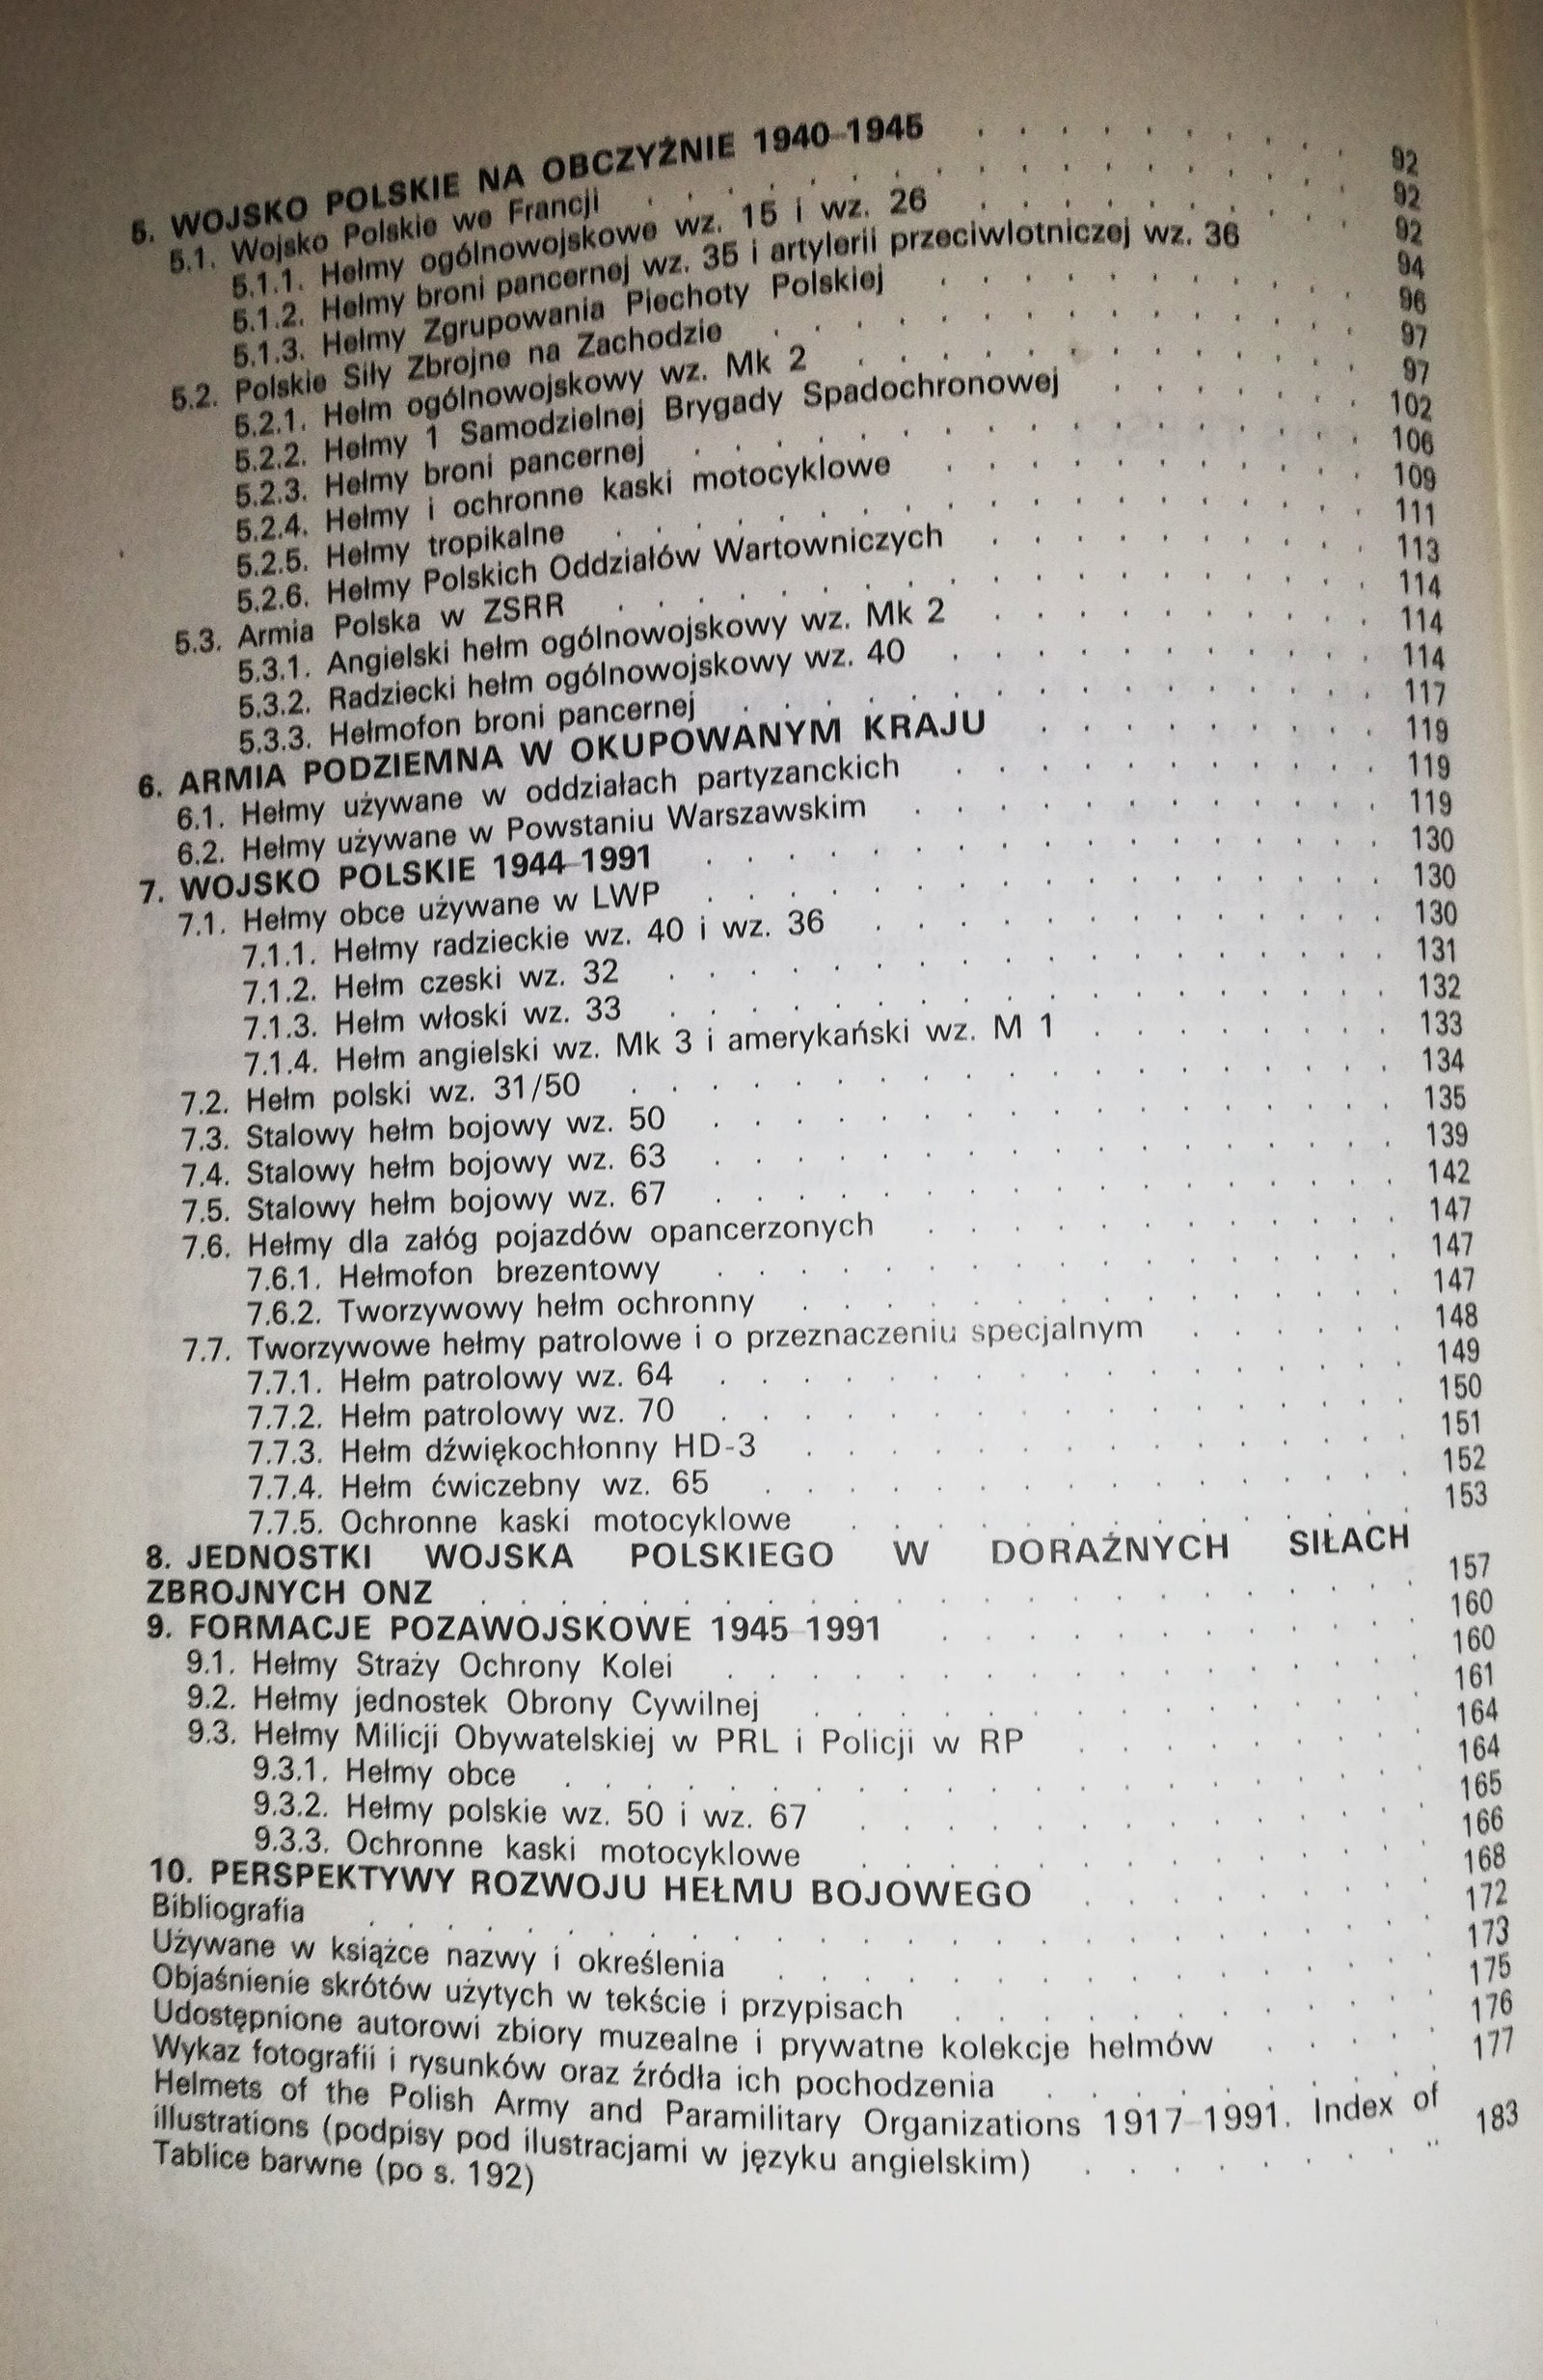 5. WOJSKO POLSKIE NA OBCZYŹNIE 1940–1945 . . . . . 92
5.1. Wojsko Polskie we Francji . . . . . 92
5.1.1. Hełmy ogólnowojskowe wz. 15 i wz. 26 . . . . . 92
5.1.2. Hełmy broni pancernej wz. 35 i artylerii przeciwlotniczej wz. 36 94
5.1.3. Hełmy Zgrupowania Piechoty Polskiej . . . . . 96
5.2. Polskie Siły Zbrojne na Zachodzie . . . . . 97
5.2.1. Hełm ogólnowojskowy wz. Mk 2 . . . . . 97
5.2.2. Hełmy 1 Samodzielnej Brygady Spadochronowej . . . . . 102
5.2.3. Hełmy broni pancernej . . . . . 106
5.2.4. Hełmy i ochronne kaski motocyklowe . . . . . 109
5.2.5. Hełmy tropikalne . . . . . 111
5.2.6. Hełmy Polskich Oddziałów Wartowniczych . . . . . 113
5.3. Armia Polska w ZSRR . . . . . 114
5.3.1. Angielski hełm ogólnowojskowy wz. Mk 2 . . . . . 114
5.3.2. Radziecki hełm ogólnowojskowy wz. 40 . . . . . 114
5.3.3. Hełmofon broni pancernej . . . . . 117
6. ARMIA PODZIEMNA W OKUPOWANYM KRAJU . . . . . 119
6.1. Hełmy używane w oddziałach partyzanckich . . . . . 119
6.2. Hełmy używane w Powstaniu Warszawskim . . . . . 119
7. WOJSKO POLSKIE 1944–1991 . . . . . 130
7.1. Hełmy obce używane w LWP . . . . . 130
7.1.1. Hełmy radzieckie wz. 40 i wz. 36 . . . . . 130
7.1.2. Hełm czeski wz. 32 . . . . . 131
7.1.3. Hełm włoski wz. 33 . . . . . 132
7.1.4. Hełm angielski wz. Mk 3 i amerykański wz. M 1 . . . . . 133
7.2. Hełm polski wz. 31/50 . . . . . 134
7.3. Stalowy hełm bojowy wz. 50 . . . . . 135
7.4. Stalowy hełm bojowy wz. 63 . . . . . 139
7.5. Stalowy hełm bojowy wz. 67 . . . . . 142
7.6. Hełmy dla załóg pojazdów opancerzonych . . . . . 147
7.6.1. Hełmofon brezentowy . . . . . 147
7.6.2. Tworzywowy hełm ochronny . . . . . 147
7.7. Tworzywowe hełmy patrolowe i o przeznaczeniu specjalnym . . . . . 148
7.7.1. Hełm patrolowy wz. 64 . . . . . 149
7.7.2. Hełm patrolowy wz. 70 . . . . . 150
7.7.3. Hełm dźwiękochłonny HD-3 . . . . . 151
7.7.4. Hełm ćwiczebny wz. 65 . . . . . 152
7.7.5. Ochronne kaski motocyklowe . . . . . 153
8. JEDNOSTKI WOJSKA POLSKIEGO W DORAŹNYCH SIŁACH
ZBROJNYCH ONZ . . . . . 157
9. FORMACJE POZAWOJSKOWE 1945–1991 . . . . . 160
9.1. Hełmy Straży Ochrony Kolei . . . . . 160
9.2. Hełmy jednostek Obrony Cywilnej . . . . . 161
9.3. Hełmy Milicji Obywatelskiej w PRL i Policji w RP . . . . . 164
9.3.1. Hełmy obce . . . . . 164
9.3.2. Hełmy polskie wz. 50 i wz. 67 . . . . . 165
9.3.3. Ochronne kaski motocyklowe . . . . . 166
10. PERSPEKTYWY ROZWOJU HEŁMU BOJOWEGO . . . . . 168
Bibliografia . . . . . 172
Używane w książce nazwy i określenia . . . . . 173
Objaśnienie skrótów użytych w tekście i przypisach . . . . . 175
Udostępnione autorowi zbiory muzealne i prywatne kolekcje hełmów . . . . 176
Wykaz fotografii i rysunków oraz źródła ich pochodzenia . . . . . 177
Helmets of the Polish Army and Paramilitary Organizations 1917–1991. Index of
illustrations (podpisy pod ilustracjami w języku angielskim) . . . . . 183
Tablice barwne (po s. 192)